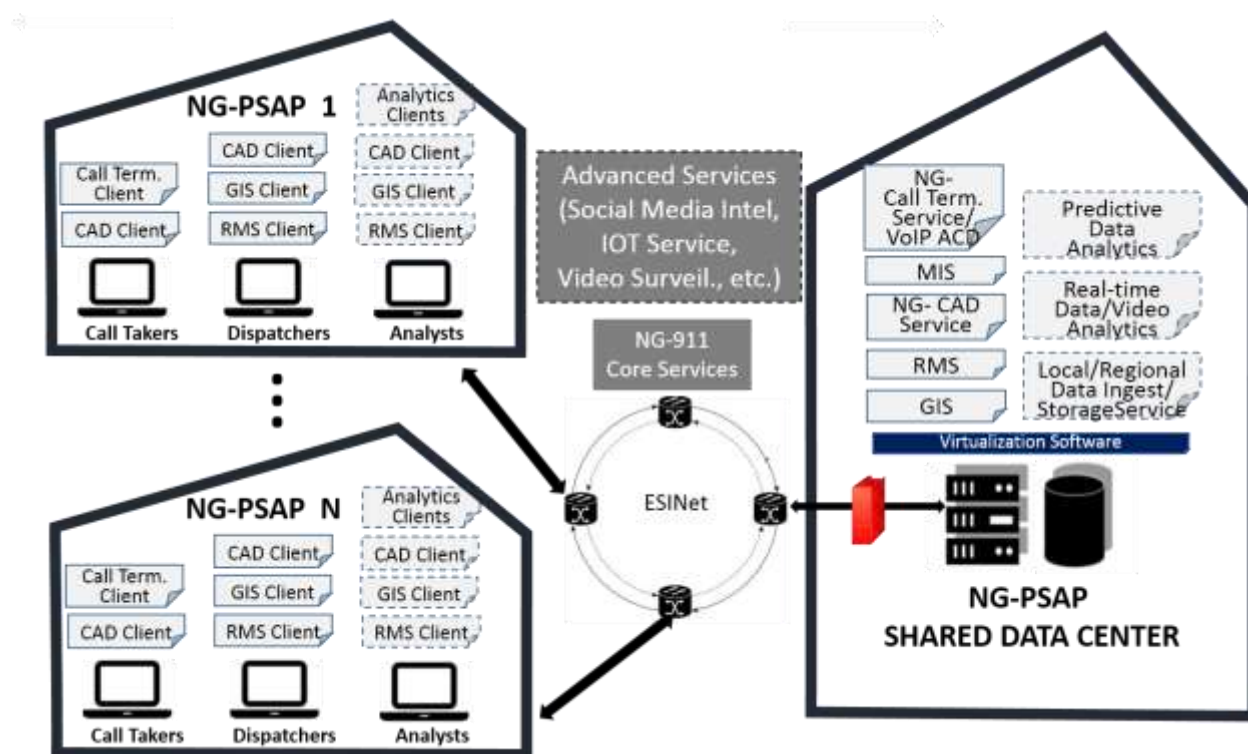 NG-PSAP 1
Analytics
Clients
CAD Client
CAD Client
Call Term.
Client
GIS Client
GIS Client
CAD Client
RMS Client
RMS Client
Call Takers
Dispatchers
Analysts
NG-PSAP N
Analytics
Clients
CAD Client
CAD Client
Call Term.
Client
GIS Client
GIS Client
CAD Client
RMS Client
RMS Client
Call Takers
Dispatchers
Analysts
Advanced Services
(Social Media Intel,
IOT Service,
Video Surveil., etc.)
NG-911
Core Services
ESINet
NG-
Call Term.
Service/
VoIP ACD
MIS
NG- CAD
Service
RMS
GIS
Predictive
Data
Analytics
Real-time
Data/Video
Analytics
Local/Regional
Data Ingest/
StorageService
Virtualization Software
NG-PSAP
SHARED DATA CENTER